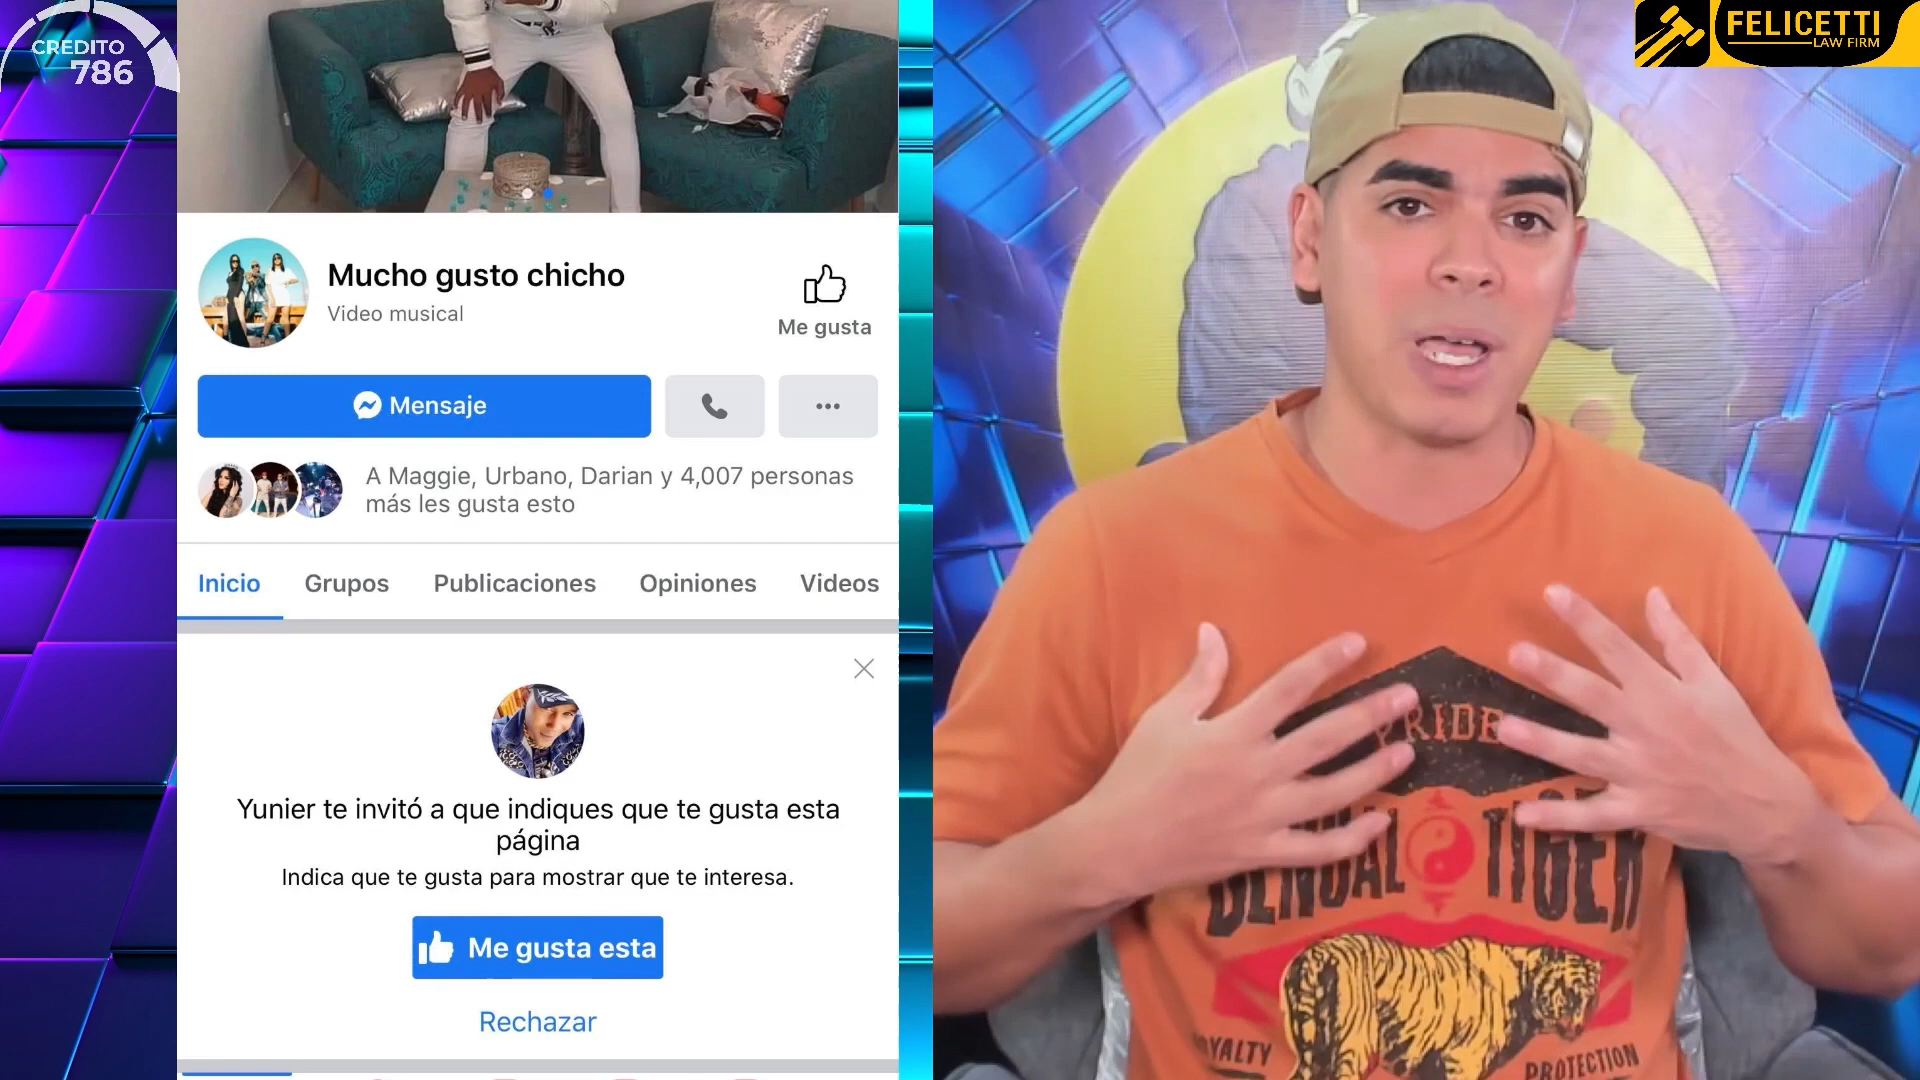 CREDITO
786
FELICETTI
LAW FIRM
Mucho gusto chicho
Video musical
Me gusta
Mensaje
A Maggie, Urbano, Darian y 4,007 personas
más les gusta esto
Inicio
Grupos
Publicaciones
Opiniones
Videos
Yunier te invitó a que indiques que te gusta esta
página
Indica que te gusta para mostrar que te interesa.
Me gusta esta
Rechazar
PRIDE
BENGAL TIGER
PROTECTION